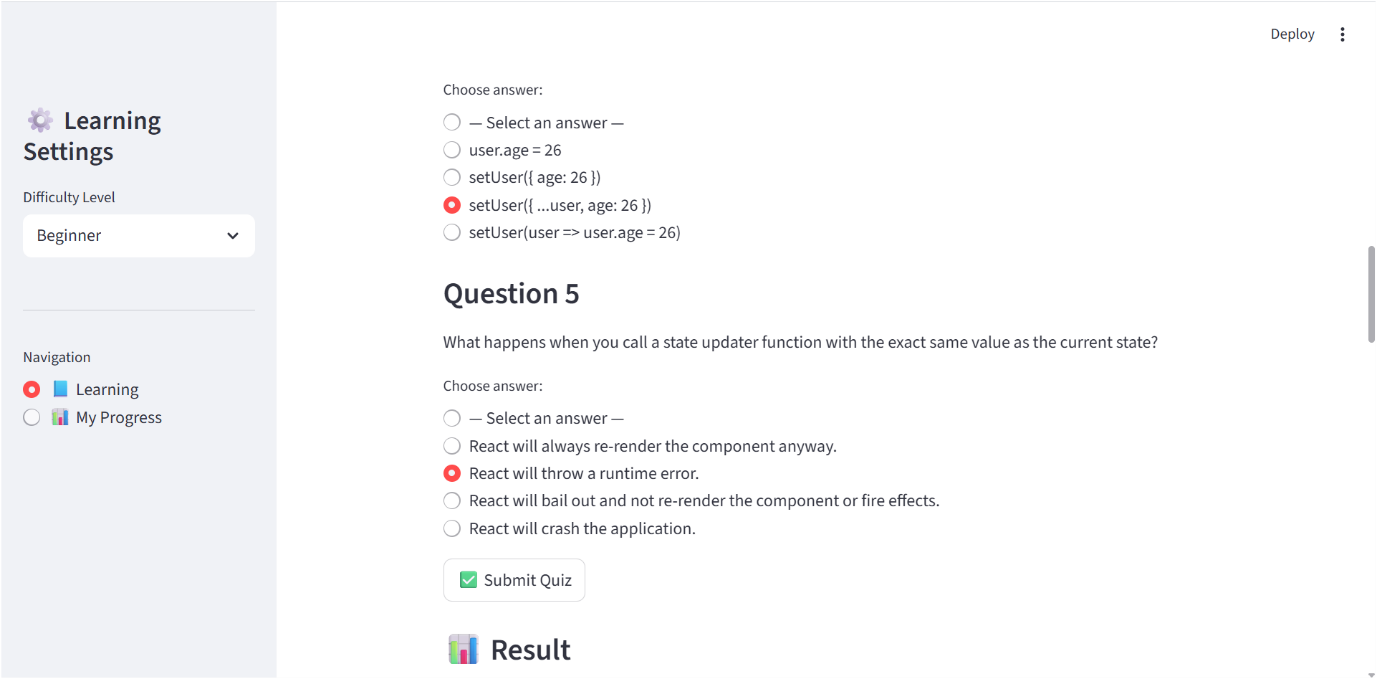 Deploy
Learning
Settings
Difficulty Level
Beginner
Navigation
Learning
My Progress
Choose answer:
— Select an answer —
user.age = 26
setUser({ age: 26 })
setUser({ ...user, age: 26 })
setUser(user => user.age = 26)
Question 5
What happens when you call a state updater function with the exact same value as the current state?
Choose answer:
— Select an answer —
React will always re-render the component anyway.
React will throw a runtime error.
React will bail out and not re-render the component or fire effects.
React will crash the application.
Submit Quiz
Result